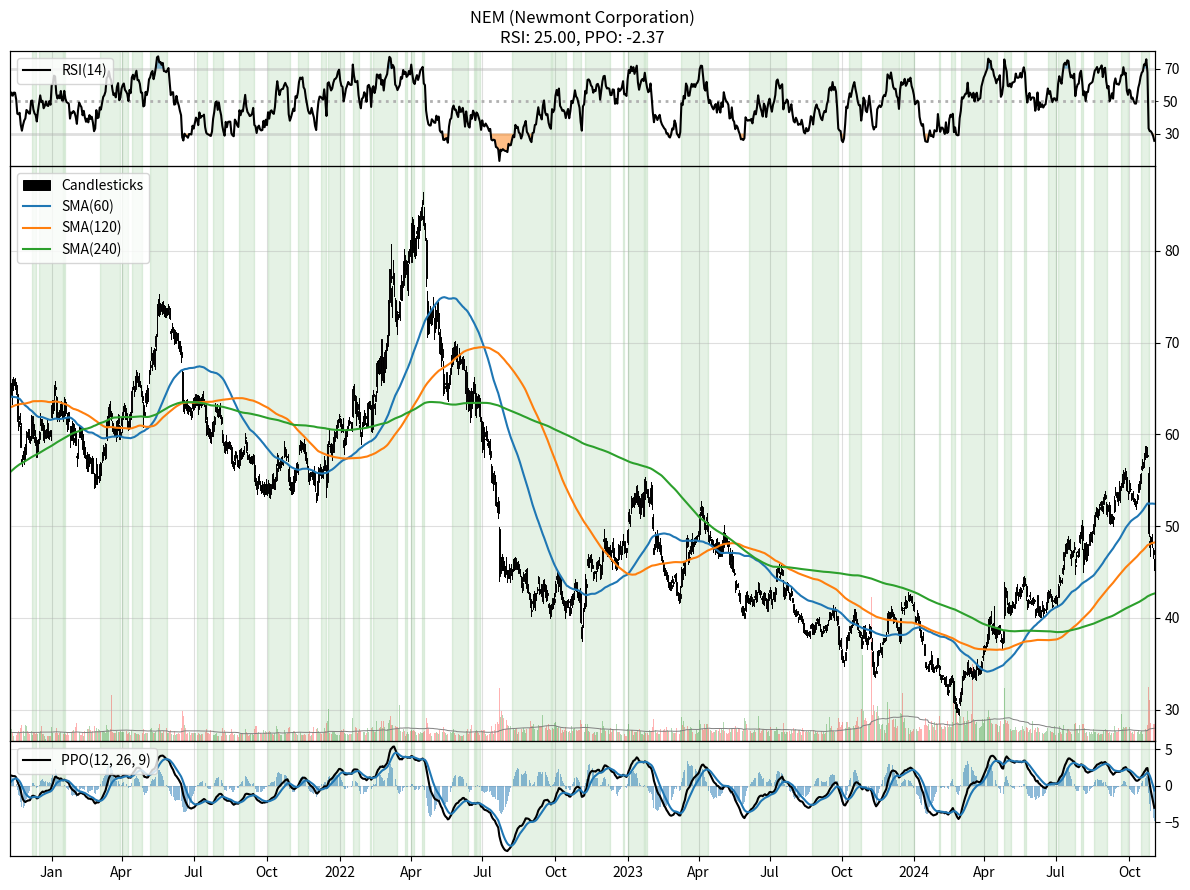 NEM (Newmont Corporation)
RSI: 25.00, PPO: -2.37
RSI(14)
70
50
30
Candlesticks
SMA(60)
SMA(120)
SMA(240)
80
70
60
50
40
30
PPO(12, 26, 9)
5
0
−5
Jan Apr Jul Oct 2022 Apr Jul Oct 2023 Apr Jul Oct 2024 Apr Jul Oct